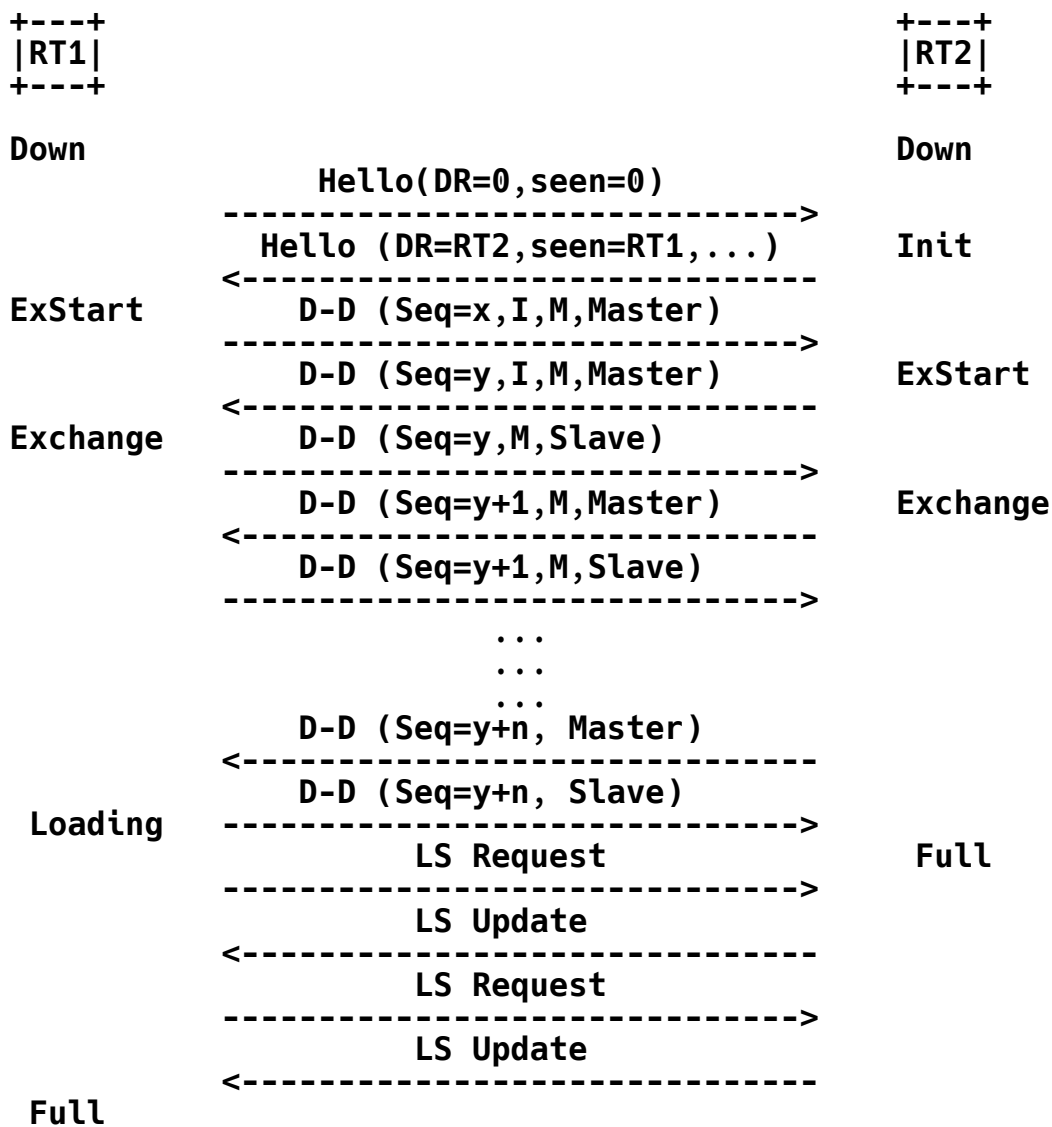 +---+                                         +---+
|RT1|                                         |RT2|
+---+                                         +---+
Down                                          Down
                Hello(DR=0,seen=0)
           ------------------------------>
             Hello (DR=RT2,seen=RT1,...)      Init
           <------------------------------
ExStart        D-D (Seq=x,I,M,Master)
           ------------------------------>
               D-D (Seq=y,I,M,Master)         ExStart
           <------------------------------
Exchange       D-D (Seq=y,M,Slave)
           ------------------------------>
               D-D (Seq=y+1,M,Master)         Exchange
           <------------------------------
               D-D (Seq=y+1,M,Slave)
           ------------------------------>
                         ...
                         ...
                         ...
               D-D (Seq=y+n, Master)
           <------------------------------
               D-D (Seq=y+n, Slave)
 Loading   ------------------------------>
                     LS Request                Full
           ------------------------------>
                     LS Update
           <------------------------------
                     LS Request
           ------------------------------>
                     LS Update
           <------------------------------
 Full